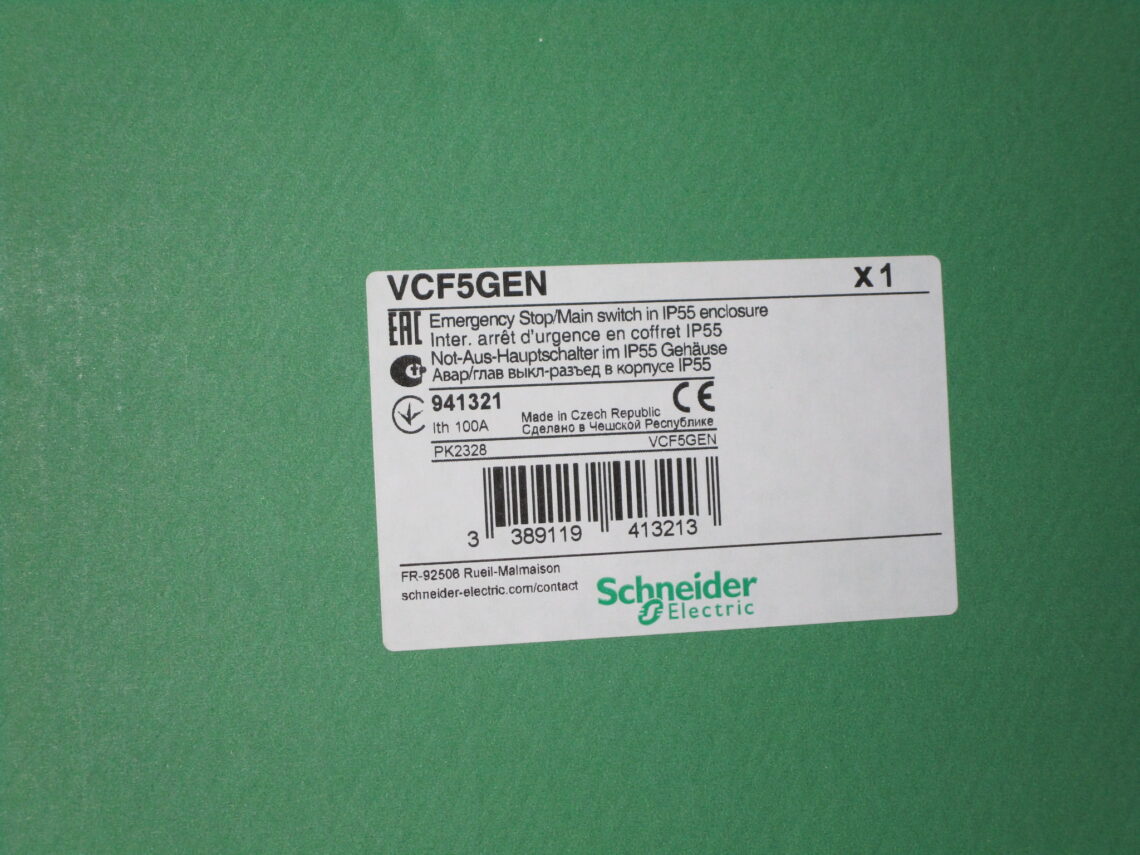 VCF5GEN X 1
EAC Emergency Stop/Main switch in IP55 enclosure
Inter. arrêt d'urgence en coffret IP55
Not-Aus-Hauptschalter im IP55 Gehäuse
Авар/глав выкл-разъед в корпусе IP55
941321 CE
Ith 100A Made in Czech Republic
Сделано в Чешской Республике
PK2328 VCF5GEN
3 389119 413213
FR-92506 Rueil-Malmaison
schneider-electric.com/contact
Schneider
Electric